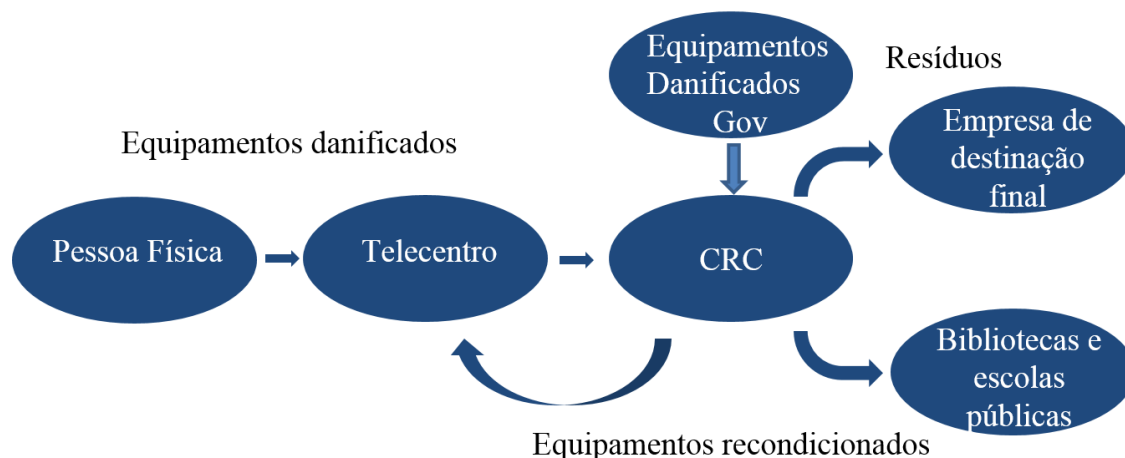 Equipamentos
Danificados
Gov
Resíduos
Empresa de
destinação
final
Equipamentos danificados
Pessoa Física
Telecentro
CRC
Bibliotecas e
escolas
públicas
Equipamentos recondicionados